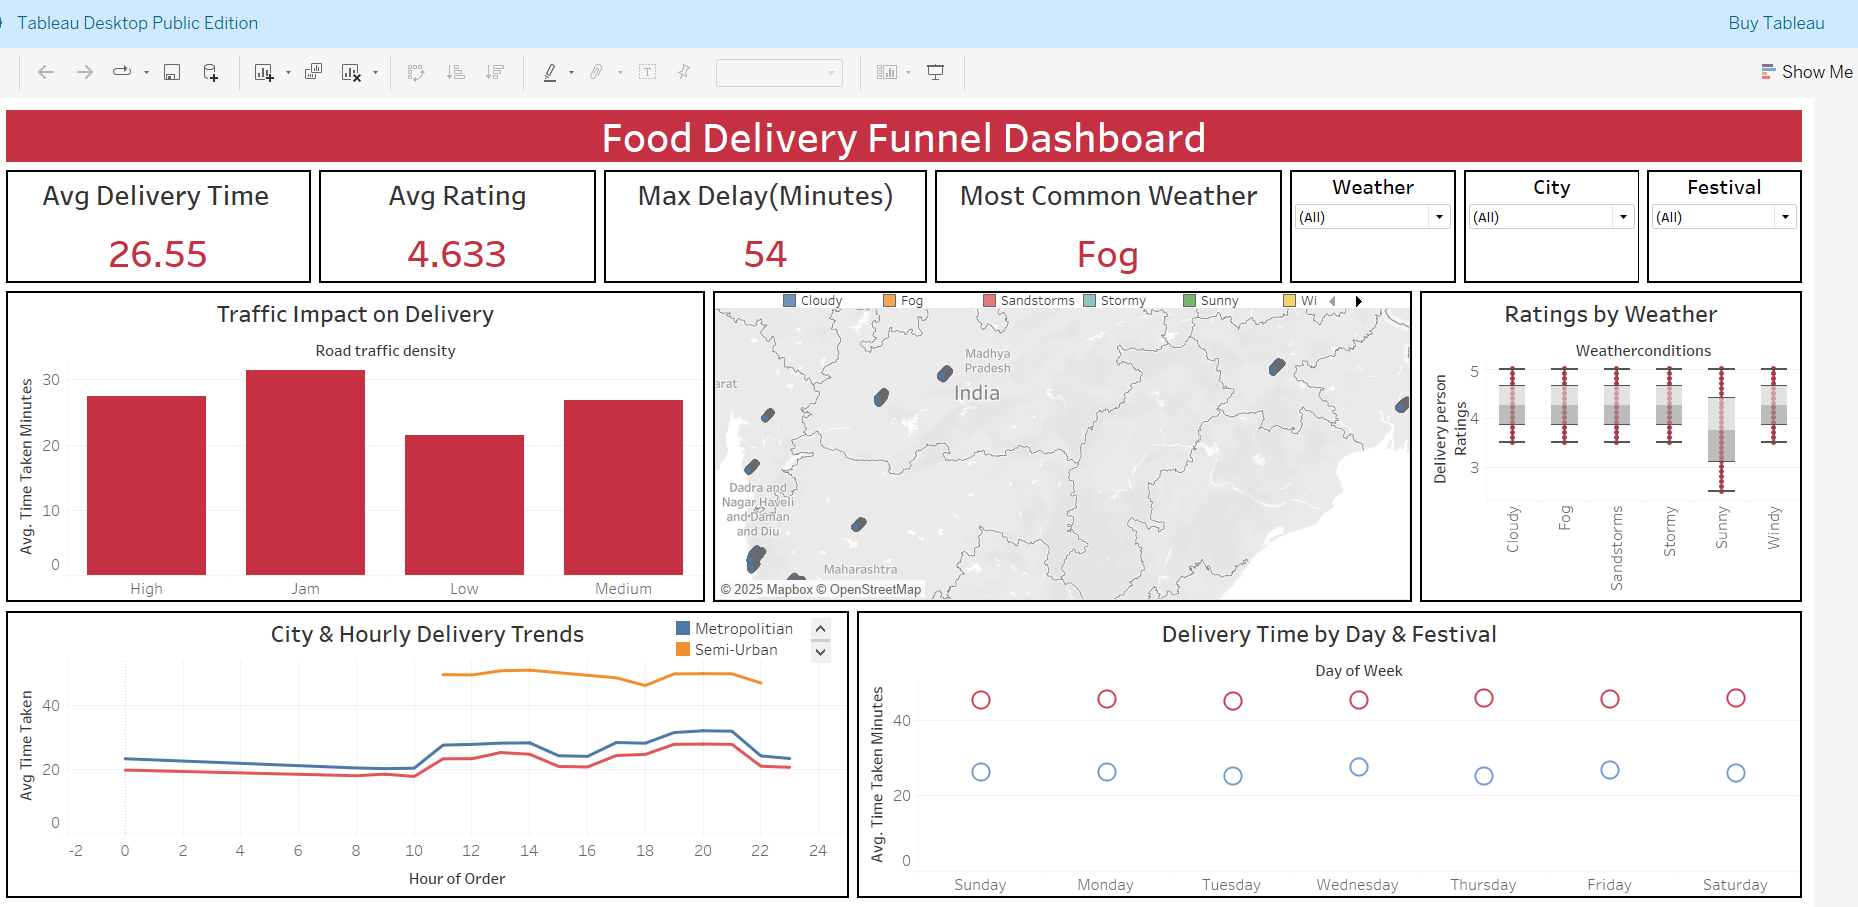 Tableau Desktop Public Edition
Buy Tableau
Show Me
Food Delivery Funnel Dashboard
Avg Delivery Time
26.55
Avg Rating
4.633
Max Delay(Minutes)
54
Most Common Weather
Fog
Weather
(All)
City
(All)
Festival
(All)
Traffic Impact on Delivery
Road traffic density
Avg. Time Taken Minutes
30
20
10
0
High
Jam
Low
Medium
Cloudy
Fog
Sandstorms
Stormy
Sunny
Wi
Madhya
Pradesh
India
arat
Dadra and
Nagar Haveli
and Daman
and Diu
Maharashtra
© 2025 Mapbox © OpenStreetMap
Ratings by Weather
Weatherconditions
Delivery person
Ratings
5
4
3
Cloudy
Fog
Sandstorms
Stormy
Sunny
Windy
City & Hourly Delivery Trends
Metropolitian
Semi-Urban
Avg Time Taken
40
20
0
-2
0
2
4
6
8
10
12
14
16
18
20
22
24
Hour of Order
Delivery Time by Day & Festival
Day of Week
Avg. Time Taken Minutes
40
20
0
Sunday
Monday
Tuesday
Wednesday
Thursday
Friday
Saturday